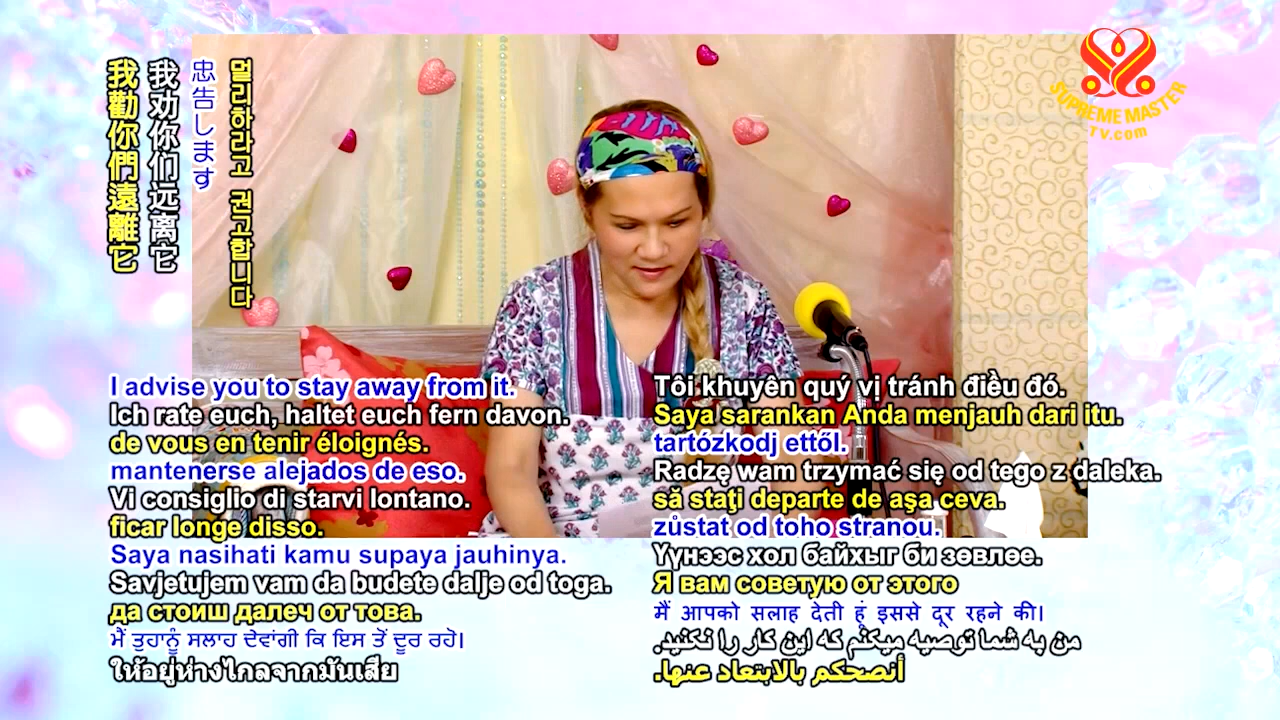 我勸你們遠離它
我劝你们远离它
忠告します
멀리하라고 권고합니다
SUPREME MASTER
TV.com
I advise you to stay away from it.
Ich rate euch, haltet euch fern davon.
de vous en tenir éloignés.
mantenerse alejados de eso.
Vi consiglio di starvi lontano.
ficar longe disso.
Saya nasihati kamu supaya jauhinya.
Savjetujem vam da budete dalje od toga.
да стоиш далеч от това.
ਮੈਂ ਤੁਹਾਨੂੰ ਸਲਾਹ ਦੇਵਾਂਗੀ ਕਿ ਇਸ ਤੋਂ ਦੂਰ ਰਹੋ।
ให้อยู่ห่างไกลจากมันเสีย
Tôi khuyên quý vị tránh điều đó.
Saya sarankan Anda menjauh dari itu.
tartózkodj ettől.
Radzę wam trzymać się od tego z daleka.
să staţi departe de aşa ceva.
zůstat od toho stranou.
Үүнээс хол байхыг би зөвлөе.
Я вам советую от этого
मैं आपको सलाह देती हूं इससे दूर रहने की।
من به شما توصیه میکنم که این کار را نکنید.
أنصحكم بالابتعاد عنها.